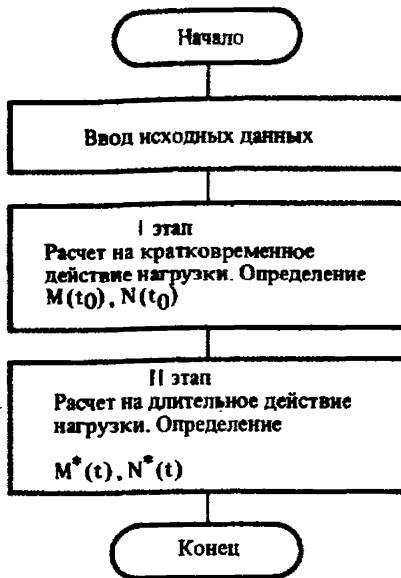 Начало
Ввод исходных данных
I этап
Расчет на кратковременное
действие нагрузки. Определение
M(t0), N(t0)
II этап
Расчет на длительное действие
нагрузки. Определение
M*(t), N*(t)
Конец